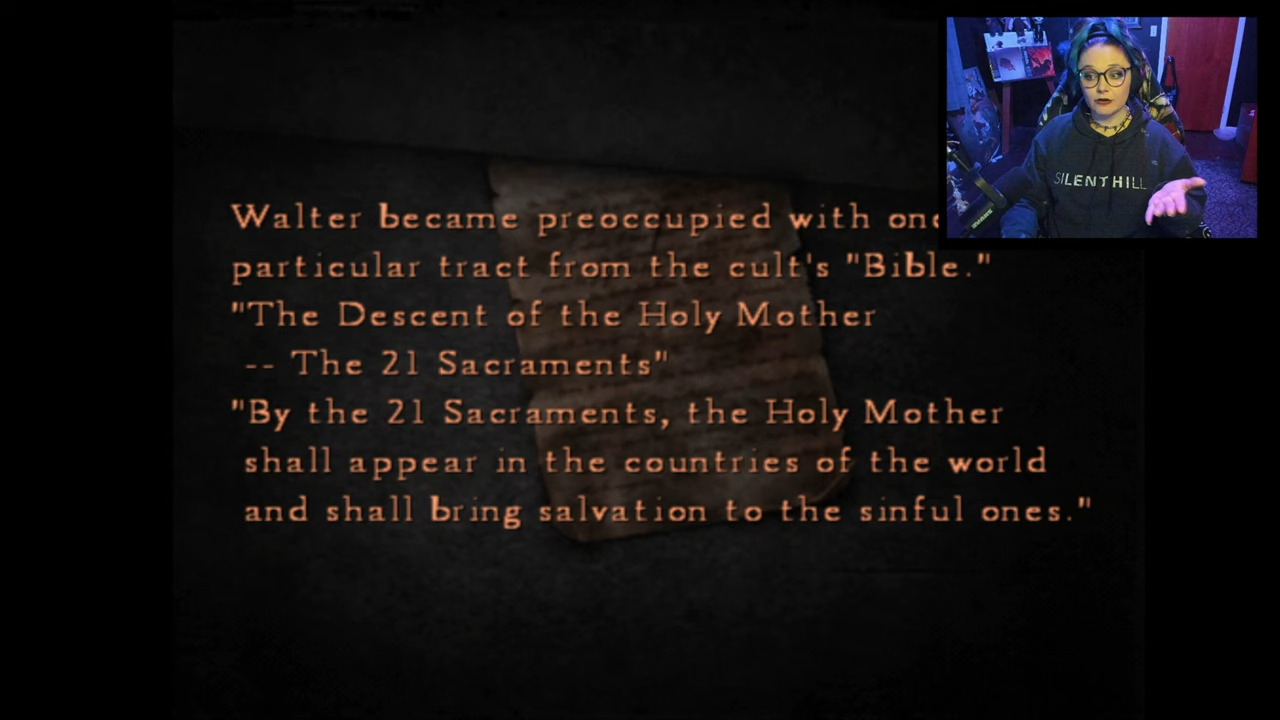 Walter became preoccupied with one
particular tract from the cult's "Bible."
"The Descent of the Holy Mother
-- The 21 Sacraments"
"By the 21 Sacraments, the Holy Mother
shall appear in the countries of the world
and shall bring salvation to the sinful ones."
SILENT HILL